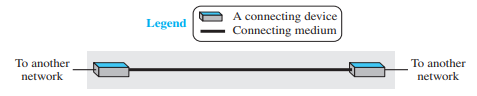 Legend
A connecting device
Connecting medium
To another
network
To another
network